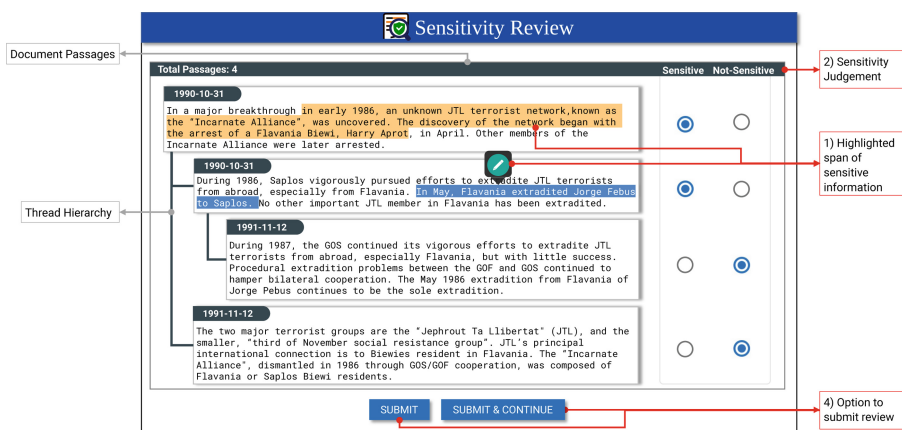 Sensitivity Review
Document Passages
Total Passages: 4
Sensitive Not-Sensitive
2) Sensitivity
Judgement
1990-10-31
In a major breakthrough in early 1986, an unknown JTL terrorist network,known as
the "Incarnate Alliance", was uncovered. The discovery of the network began with
the arrest of a Flavania Biewi, Harry Aprot, in April. Other members of the
Incarnate Alliance were later arrested.
1) Highlighted
span of
sensitive
information
1990-10-31
During 1986, Saplos vigorously pursued efforts to extradite JTL terrorists
from abroad, especially from Flavania. In May, Flavania extradited Jorge Febus
to Saplos. No other important JTL member in Flavania has been extradited.
Thread Hierarchy
1991-11-12
During 1987, the GOS continued its vigorous efforts to extradite JTL
terrorists from abroad, especially Flavania, but with little success.
Procedural extradition problems between the GOF and GOS continued to
hamper bilateral cooperation. The May 1986 extradition from Flavania of
Jorge Pebus continues to be the sole extradition.
1991-11-12
The two major terrorist groups are the "Jephrout Ta Llibertat" (JTL), and the
smaller, "third of November social resistance group". JTL's principal
international connection is to Biewies resident in Flavania. The "Incarnate
Alliance", dismantled in 1986 through GOS/GOF cooperation, was composed of
Flavania or Saplos Biewi residents.
SUBMIT
SUBMIT & CONTINUE
4) Option to
submit review